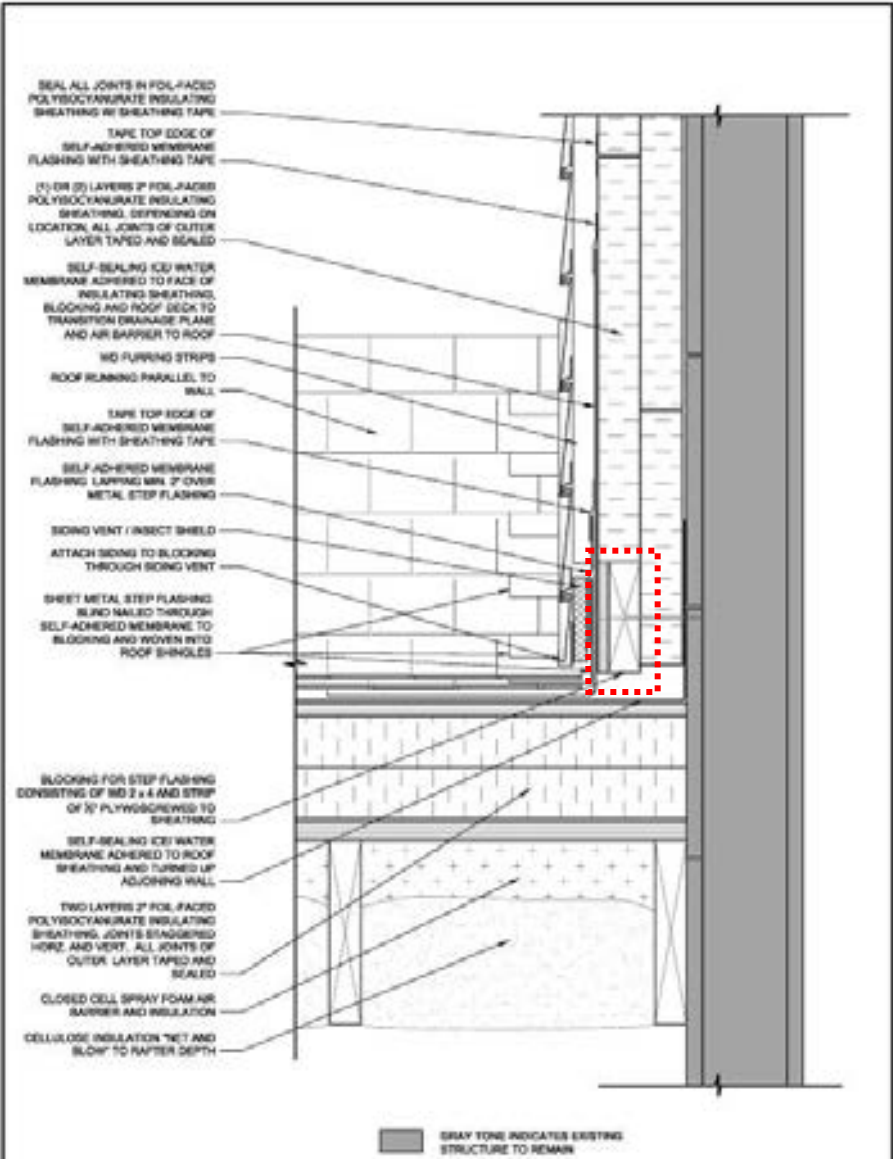 SEAL ALL JOINTS IN FOIL-FACED
POLYISOCYANURATE INSULATING
SHEATHING W/ SHEATHING TAPE
TAPE TOP EDGE OF
SELF-ADHERED MEMBRANE
FLASHING WITH SHEATHING TAPE
(1) OR (2) LAYERS 2" FOIL-FACED
POLYISOCYANURATE INSULATING
SHEATHING, DEPENDING ON
LOCATION, ALL JOINTS OF OUTER
LAYER TAPED AND SEALED
SELF-SEALING ICE/ WATER
MEMBRANE ADHERED TO FACE OF
INSULATING SHEATHING,
BLOCKING AND ROOF DECK TO
TRANSITION DRAINAGE PLANE
AND AIR BARRIER TO ROOF
WD FURRING STRIPS
ROOF RUNNING PARALLEL TO
WALL
TAPE TOP EDGE OF
SELF-ADHERED MEMBRANE
FLASHING WITH SHEATHING TAPE
SELF-ADHERED MEMBRANE
FLASHING LAPPING MIN. 2" OVER
METAL STEP FLASHING
SIDING VENT / INSECT SHIELD
ATTACH SIDING TO BLOCKING
THROUGH SIDING VENT
SHEET METAL STEP FLASHING
BLIND NAILED THROUGH
SELF-ADHERED MEMBRANE TO
BLOCKING AND WOVEN INTO
ROOF SHINGLES
BLOCKING FOR STEP FLASHING
CONSISTING OF WD 2 x 4 AND STRIP
OF PLYWDSCREWED TO
SHEATHING
SELF-SEALING ICE/ WATER
MEMBRANE ADHERED TO ROOF
SHEATHING AND TURNED UP
ADJOINING WALL
TWO LAYERS 2" FOIL-FACED
POLYISOCYANURATE INSULATING
SHEATHING, JOINTS STAGGERED
HORZ. AND VERT. ALL JOINTS OF
OUTER LAYER TAPED AND
SEALED
CLOSED CELL SPRAY FOAM AIR
BARRIER AND INSULATION
CELLULOSE INSULATION "NET AND
BLOW" TO RAFTER DEPTH
GRAY TONE INDICATES EXISTING
STRUCTURE TO REMAIN